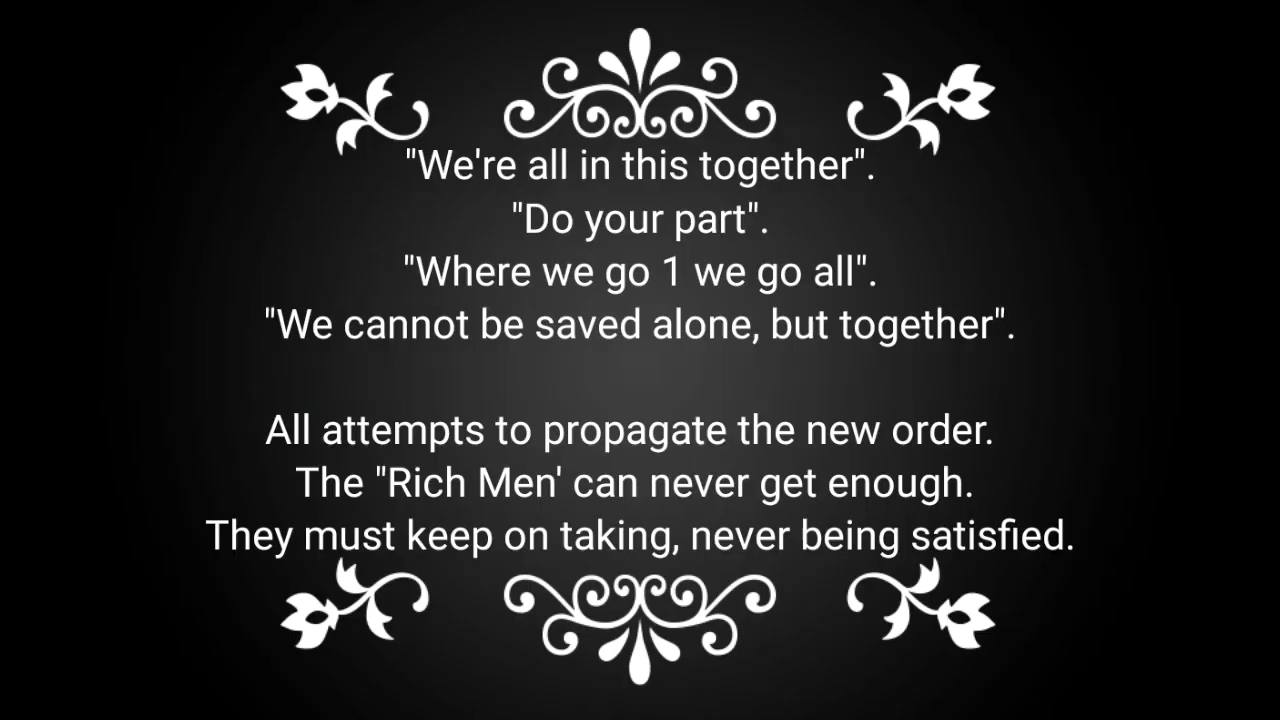 "We're all in this together".
"Do your part".
"Where we go 1 we go all".
"We cannot be saved alone, but together".
All attempts to propagate the new order.
The "Rich Men' can never get enough.
They must keep on taking, never being satisfied.